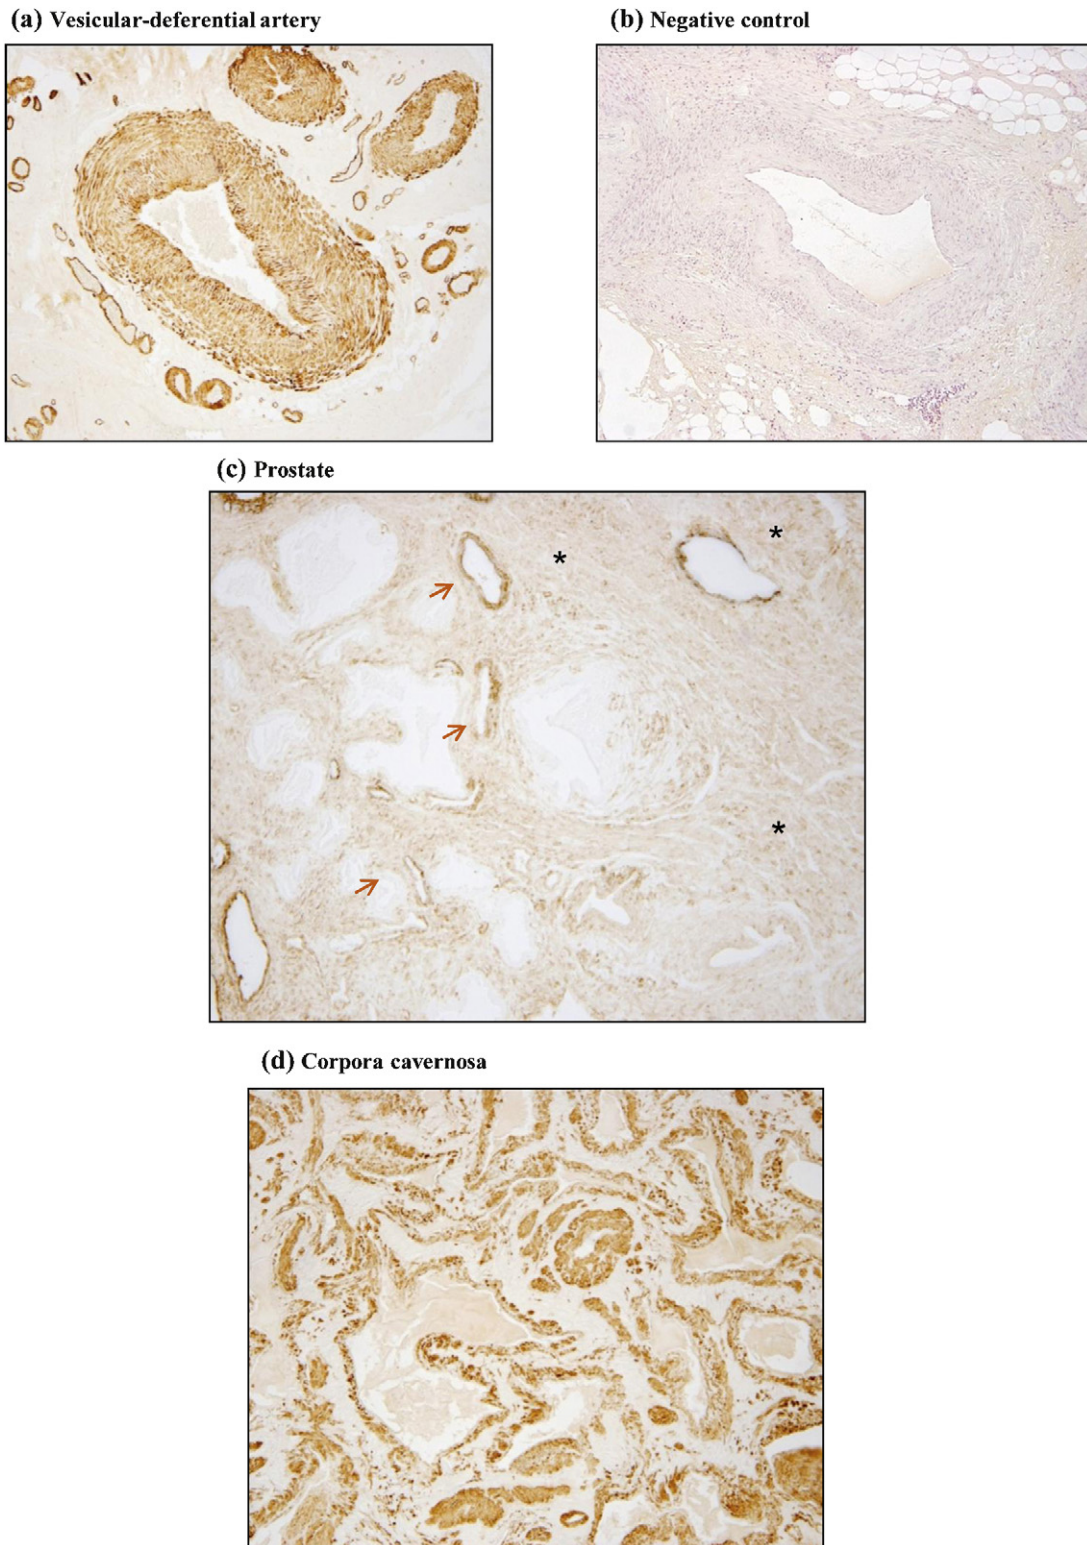 (a) Vesicular-deferential artery
(b) Negative control
(c) Prostate
*
*
*
(d) Corpora cavernosa